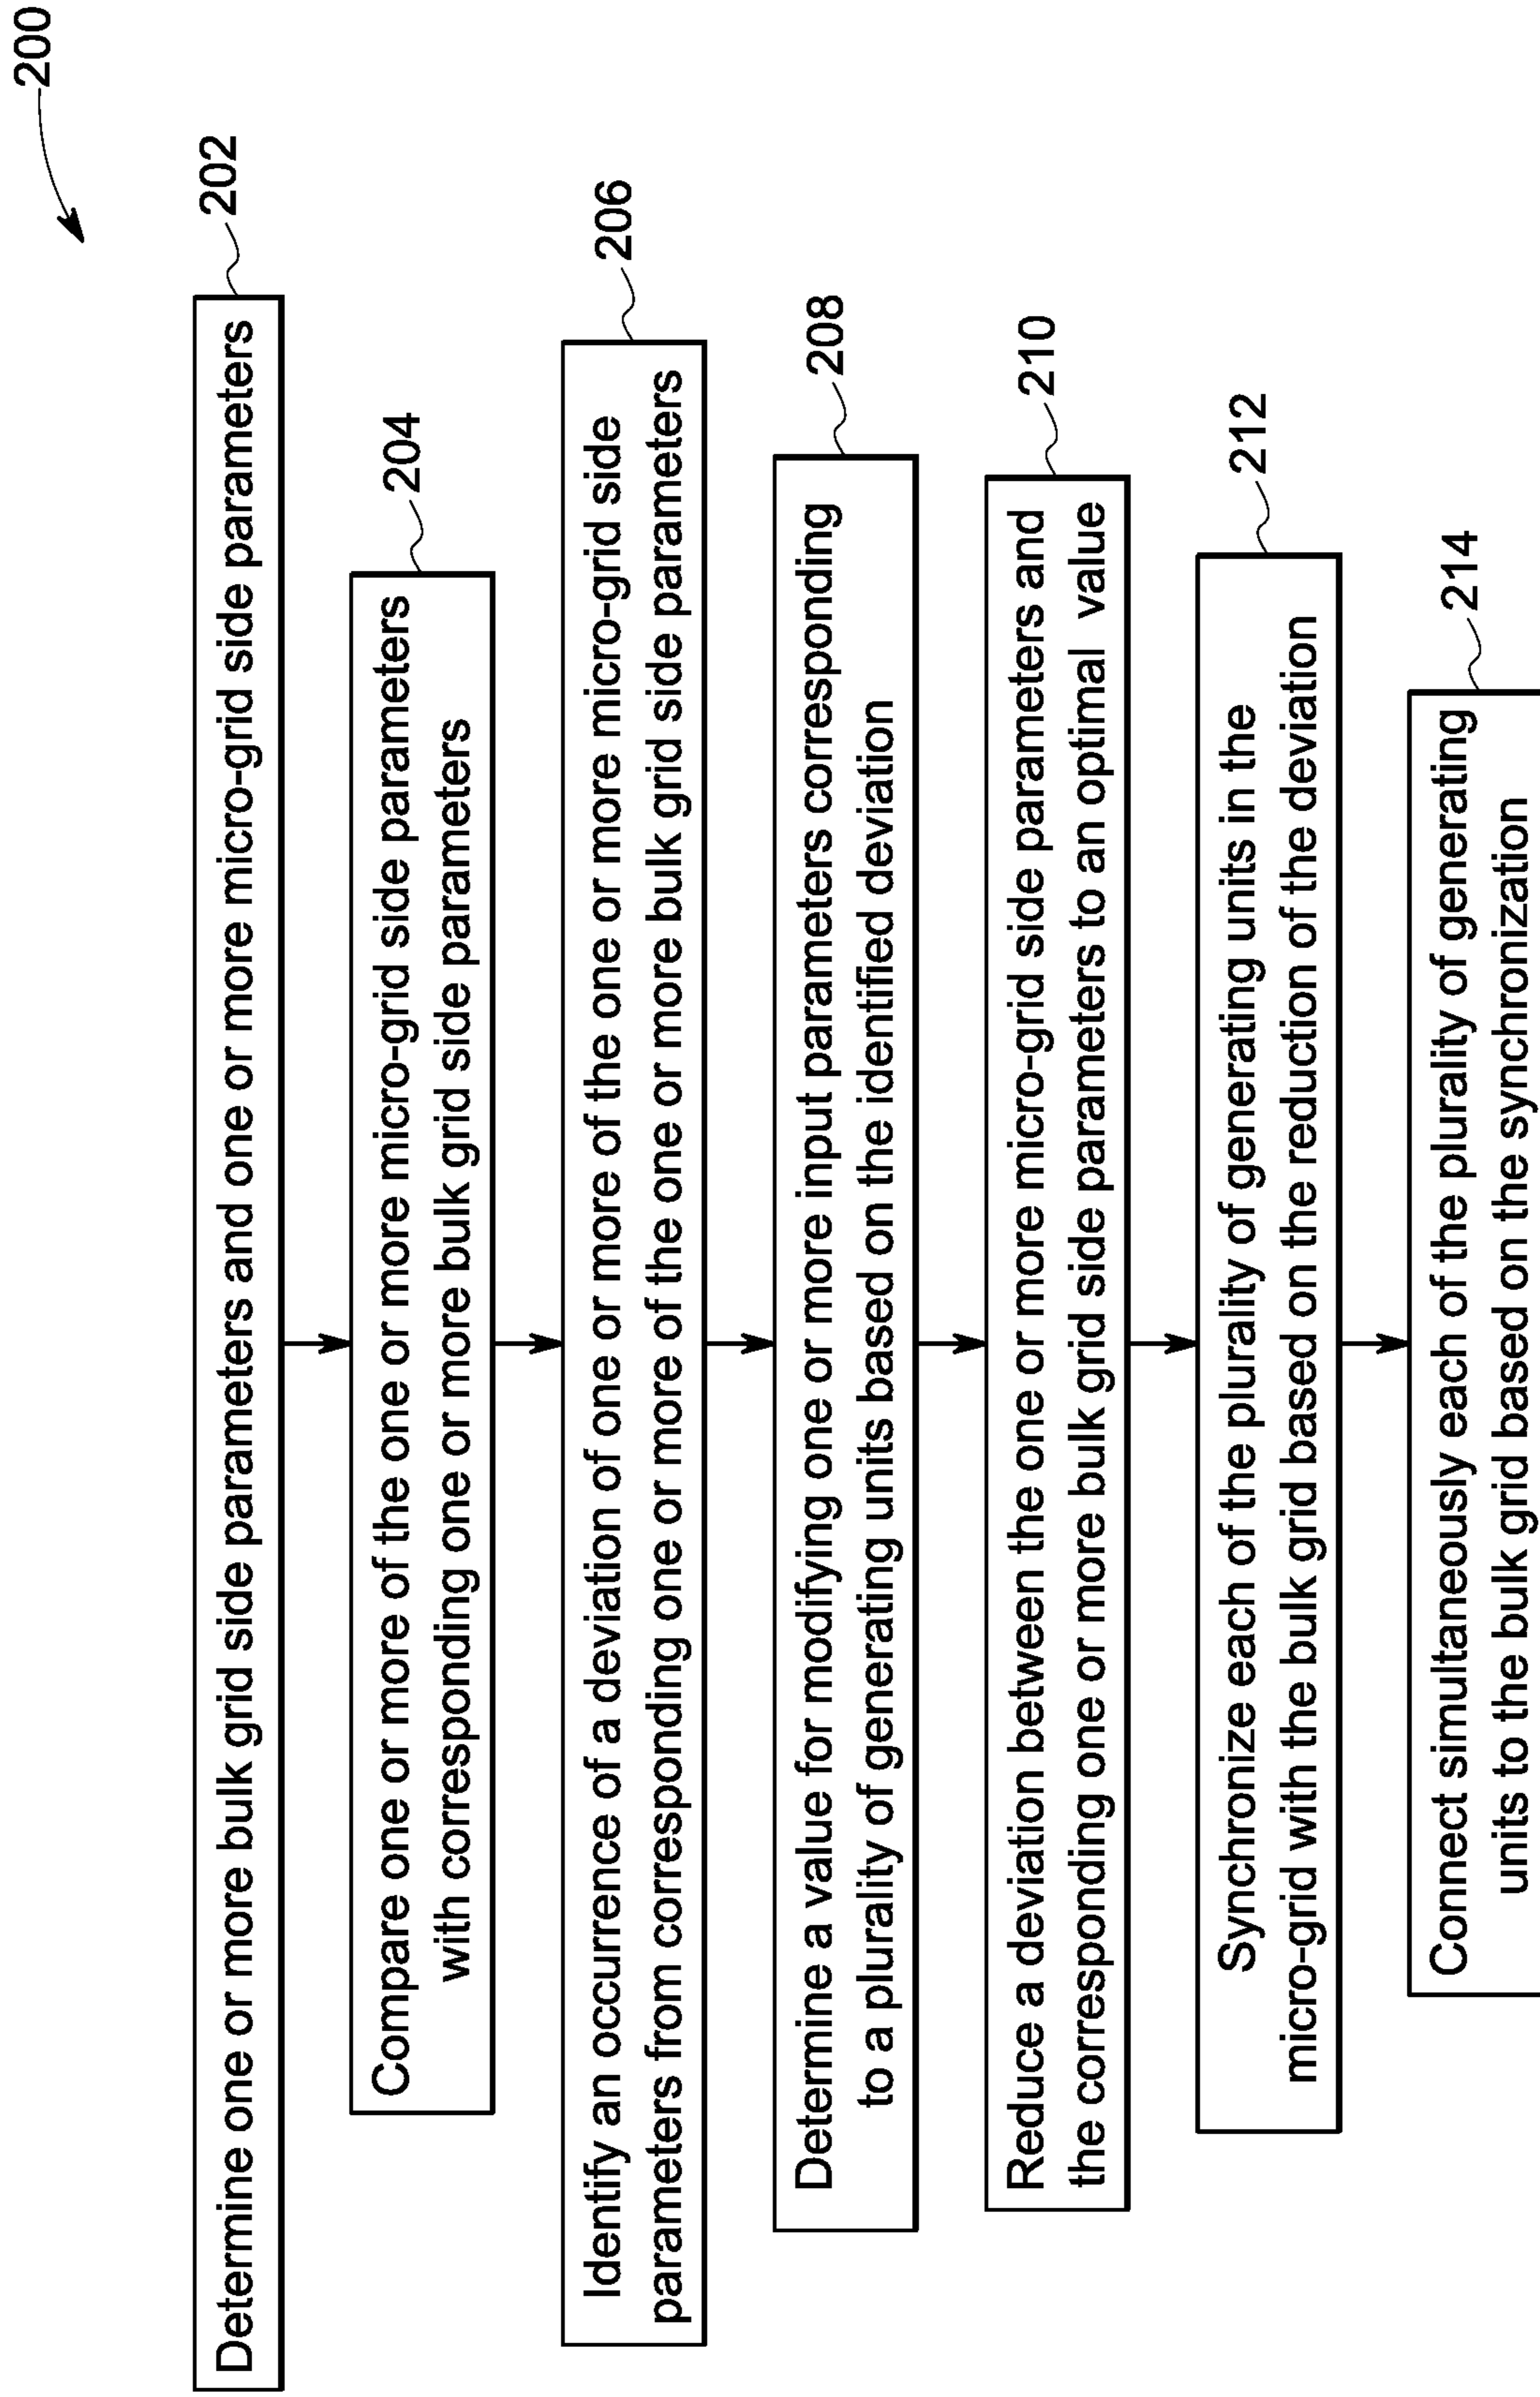 200
Determine one or more bulk grid side parameters and one or more micro-grid side parameters
202
Compare one or more of the one or more micro-grid side parameters
with corresponding one or more bulk grid side parameters
204
Identify an occurrence of a deviation of one or more of the one or more micro-grid side
parameters from corresponding one or more of the one or more bulk grid side parameters
206
Determine a value for modifying one or more input parameters corresponding
to a plurality of generating units based on the identified deviation
208
Reduce a deviation between the one or more micro-grid side parameters and
the corresponding one or more bulk grid side parameters to an optimal value
210
Synchronize each of the plurality of generating units in the
micro-grid with the bulk grid based on the reduction of the deviation
212
Connect simultaneously each of the plurality of generating
units to the bulk grid based on the synchronization
214